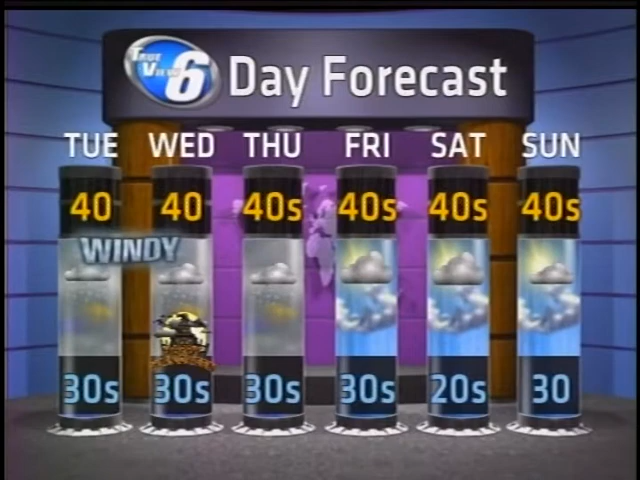 TRUE VIEW 6 Day Forecast
TUE WED THU FRI SAT SUN
40 40 40s 40s 40s 40s
WINDY
30s 30s 30s 30s 20s 30